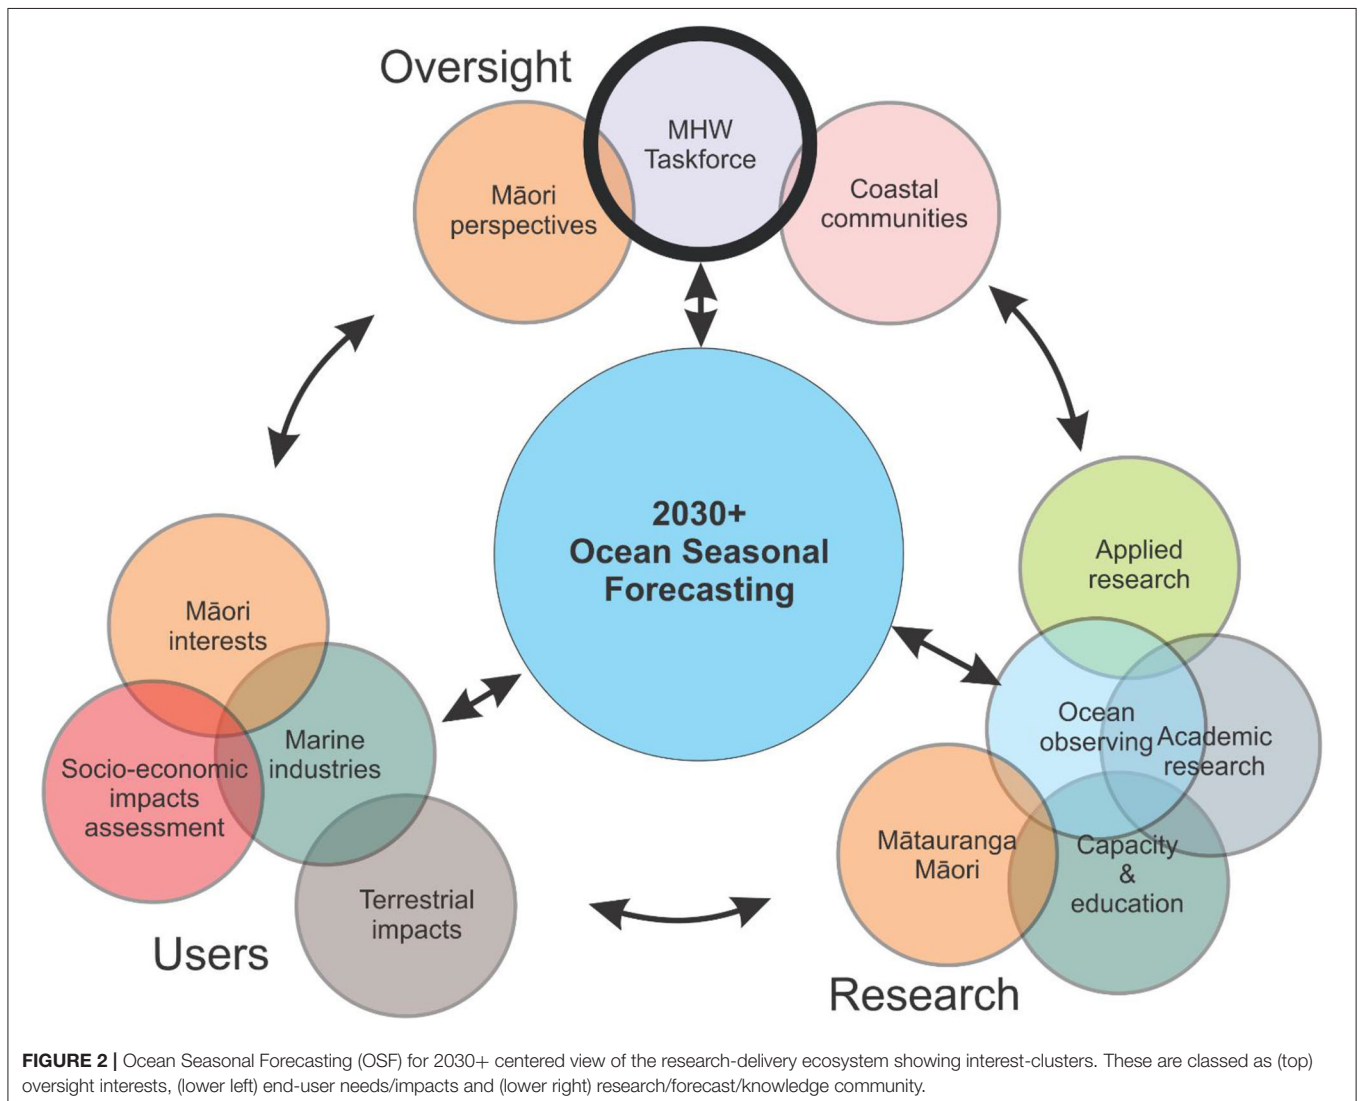 Oversight
MHW
Taskforce
Māori
perspectives
Coastal
communities
2030+
Ocean Seasonal
Forecasting
Applied
research
Māori
interests
Ocean
observing
Academic
research
Marine
industries
Socio-economic
impacts
assessment
Mātauranga
Māori
Capacity
&
education
Terrestrial
impacts
Users
Research
FIGURE 2 | Ocean Seasonal Forecasting (OSF) for 2030+ centered view of the research-delivery ecosystem showing interest-clusters. These are classed as (top)
oversight interests, (lower left) end-user needs/impacts and (lower right) research/forecast/knowledge community.